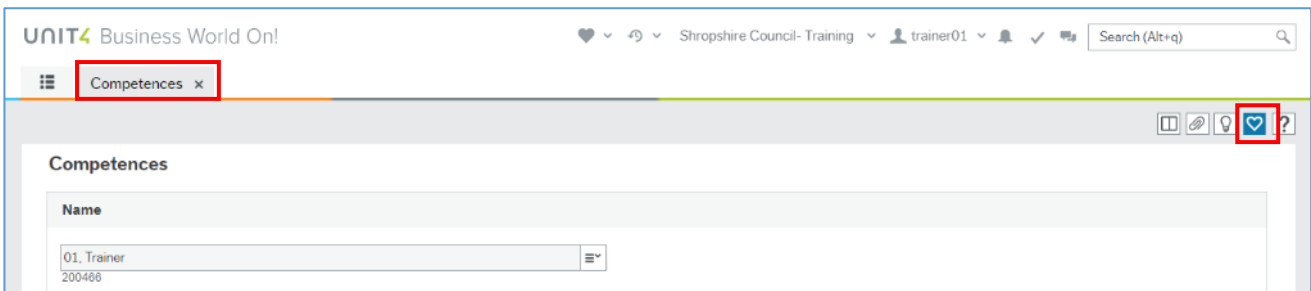 UNIT4 Business World On!
Shropshire Council- Training
trainer01
Search (Alt+q)
Competences x
?
Competences
Name
01, Trainer
200466